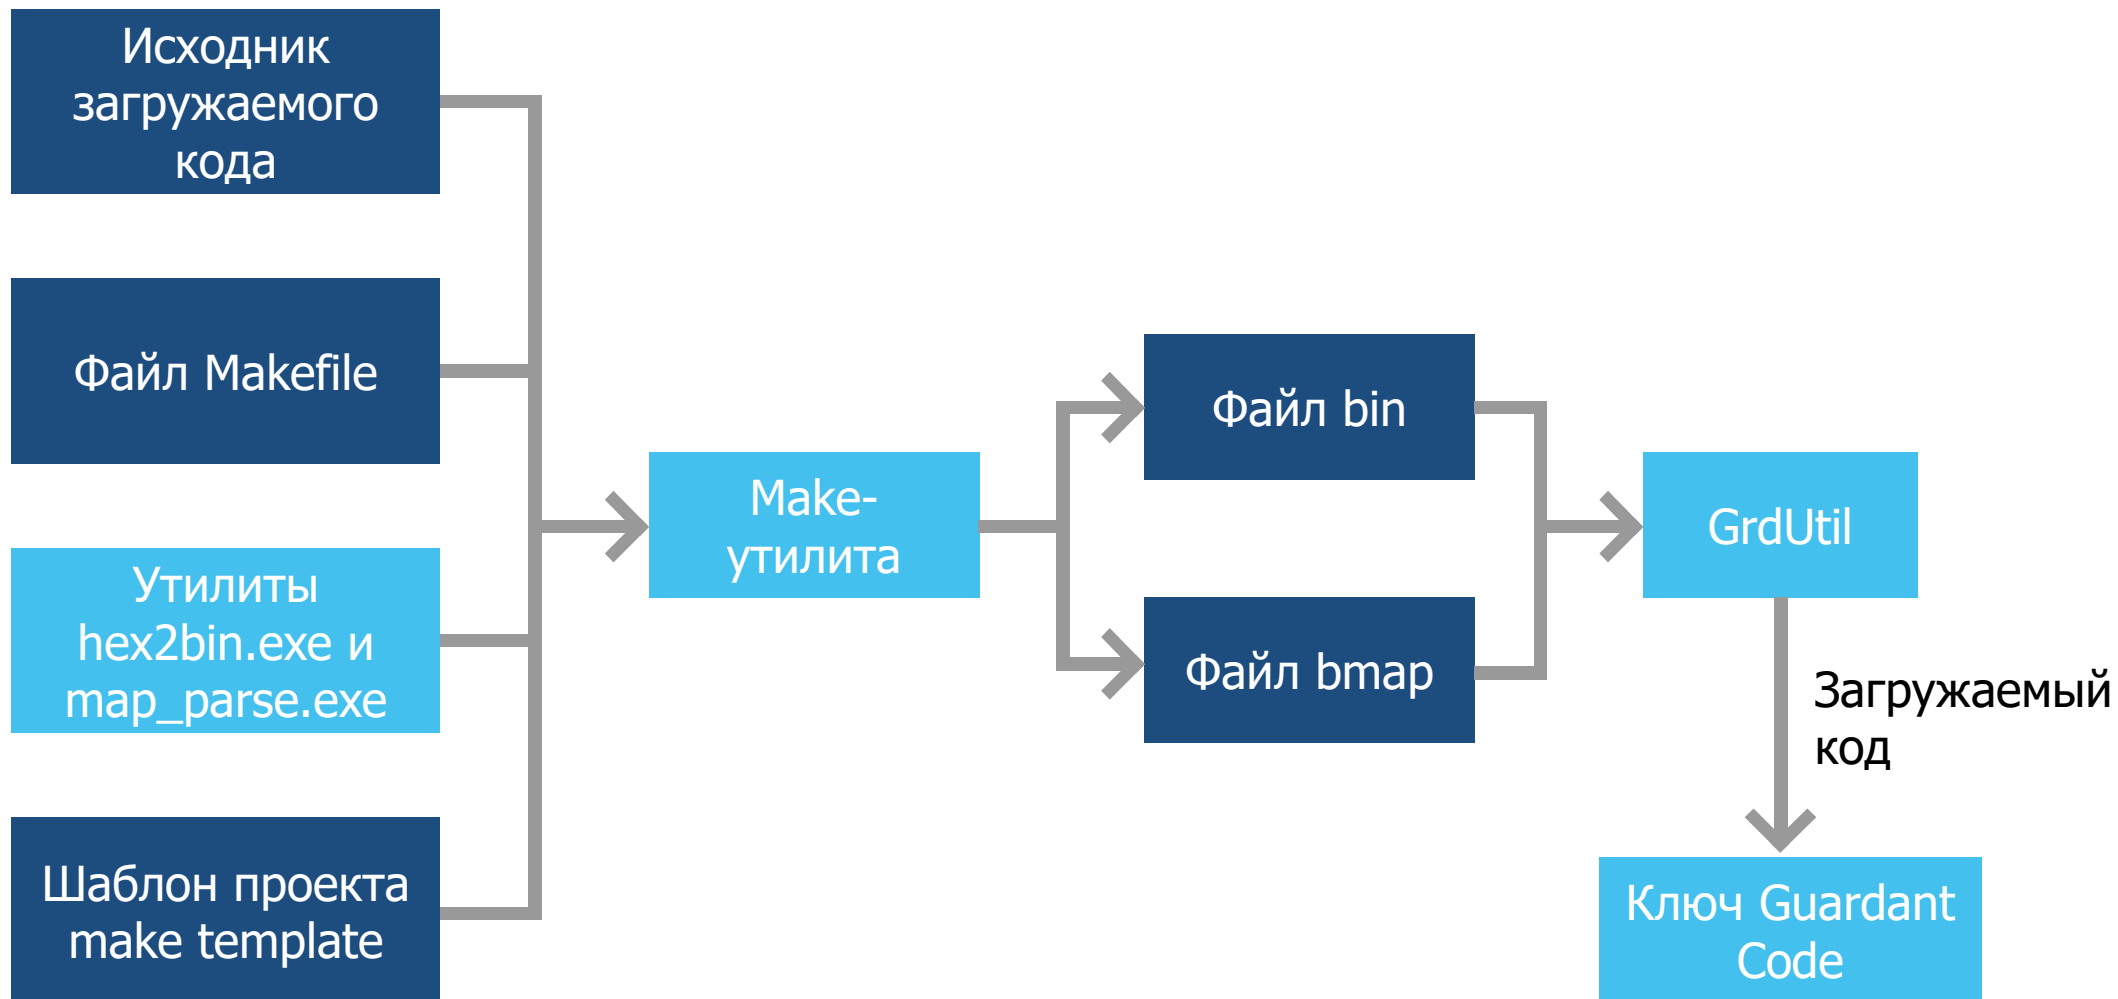 Исходник
загружаемого
кода
Файл Makefile
Утилиты
hex2bin.exe и
map_parse.exe
Шаблон проекта
make template
Make-
утилита
Файл bin
Файл bmap
GrdUtil
Загружаемый
код
Ключ Guardant
Code